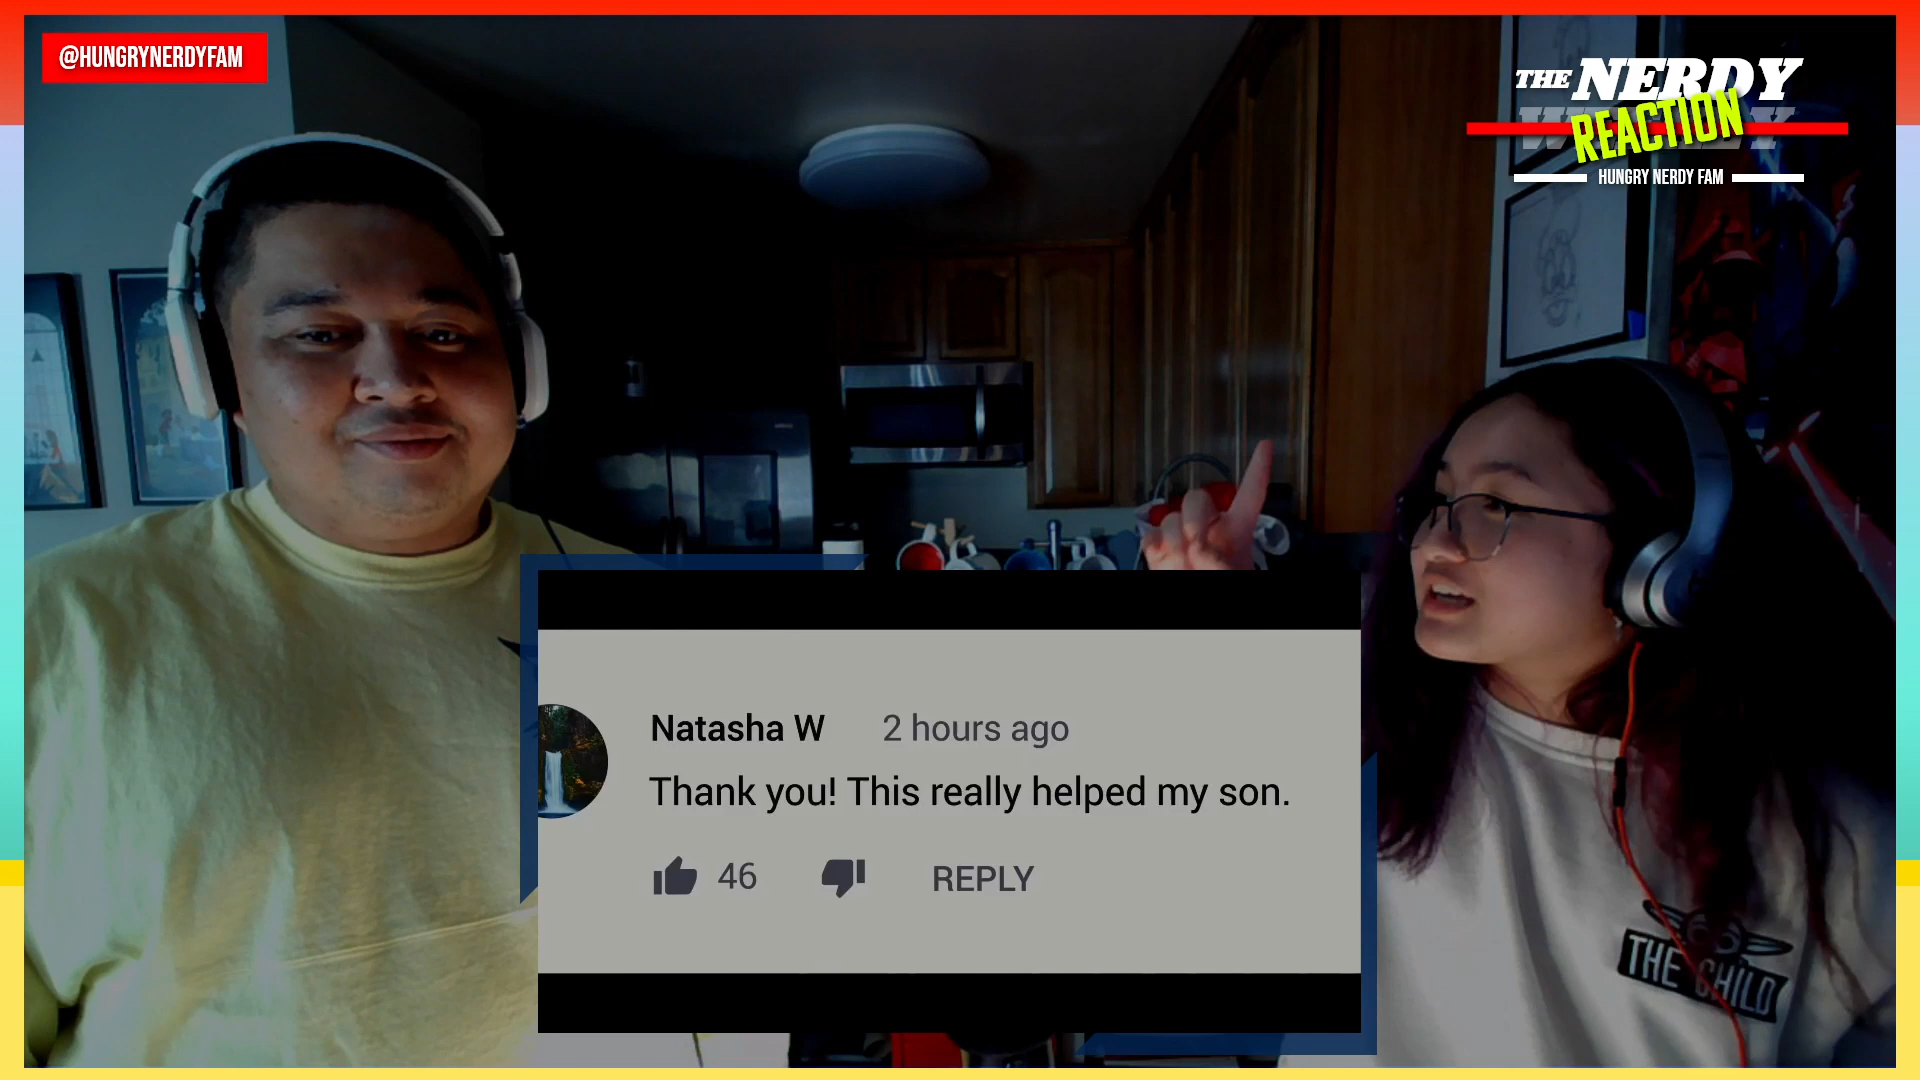 @HUNGRYNERDYFAM
THE NERDY
REACTION
HUNGRY NERDY FAM
Natasha W 2 hours ago
Thank you! This really helped my son.
46 REPLY
THE CHILD